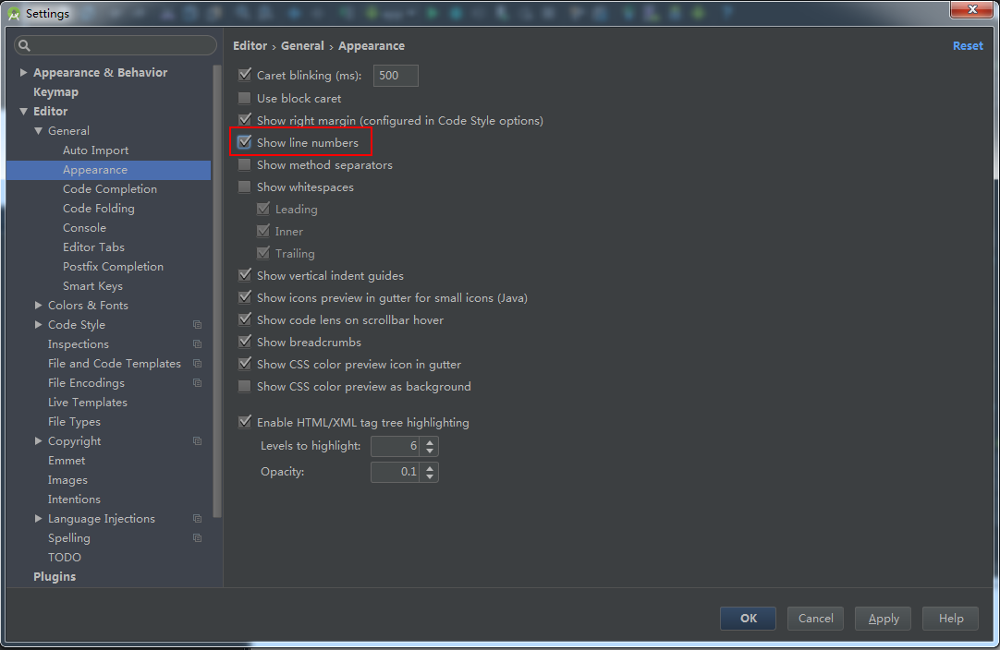 Settings
Appearance & Behavior
Keymap
Editor
General
Auto Import
Appearance
Code Completion
Code Folding
Console
Editor Tabs
Postfix Completion
Smart Keys
Colors & Fonts
Code Style
Inspections
File and Code Templates
File Encodings
Live Templates
File Types
Copyright
Emmet
Images
Intentions
Language Injections
Spelling
TODO
Plugins
Editor › General › Appearance
Reset
Caret blinking (ms): 500
Use block caret
Show right margin (configured in Code Style options)
Show line numbers
Show method separators
Show whitespaces
Leading
Inner
Trailing
Show vertical indent guides
Show icons preview in gutter for small icons (Java)
Show code lens on scrollbar hover
Show breadcrumbs
Show CSS color preview icon in gutter
Show CSS color preview as background
Enable HTML/XML tag tree highlighting
Levels to highlight: 6
Opacity: 0.1
OK
Cancel
Apply
Help